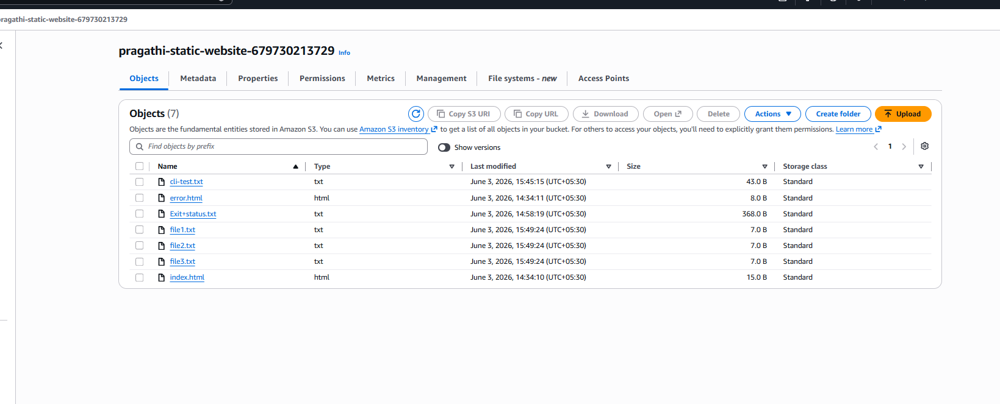 ragathi-static-website-679730213729
pragathi-static-website-679730213729 Info
Objects Metadata Properties Permissions Metrics Management File systems - new Access Points
Objects (7) Copy S3 URI Copy URL Download Open Delete Actions Create folder Upload
Objects are the fundamental entities stored in Amazon S3. You can use Amazon S3 inventory to get a list of all objects in your bucket. For others to access your objects, you'll need to explicitly grant them permissions. Learn more
Find objects by prefix Show versions 1
Name Type Last modified Size Storage class
cli-test.txt txt June 3, 2026, 15:45:15 (UTC+05:30) 43.0 B Standard
error.html html June 3, 2026, 14:34:11 (UTC+05:30) 8.0 B Standard
Exit+status.txt txt June 3, 2026, 14:58:19 (UTC+05:30) 368.0 B Standard
file1.txt txt June 3, 2026, 15:49:24 (UTC+05:30) 7.0 B Standard
file2.txt txt June 3, 2026, 15:49:24 (UTC+05:30) 7.0 B Standard
file3.txt txt June 3, 2026, 15:49:24 (UTC+05:30) 7.0 B Standard
index.html html June 3, 2026, 14:34:10 (UTC+05:30) 15.0 B Standard